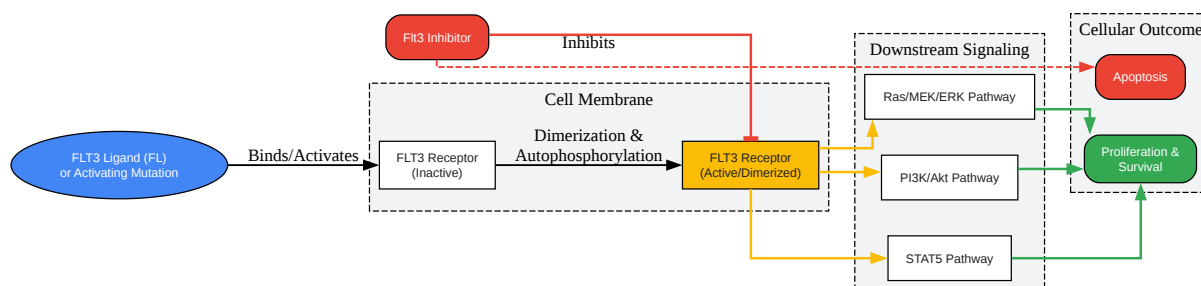 Flt3 Inhibitor
Inhibits
Downstream Signaling
Cellular Outcome
Apoptosis
Ras/MEK/ERK Pathway
Cell Membrane
Dimerization &
Autophosphorylation
FLT3 Ligand (FL)
or Activating Mutation
Binds/Activates
FLT3 Receptor
(Inactive)
FLT3 Receptor
(Active/Dimerized)
PI3K/Akt Pathway
Proliferation &
Survival
STAT5 Pathway